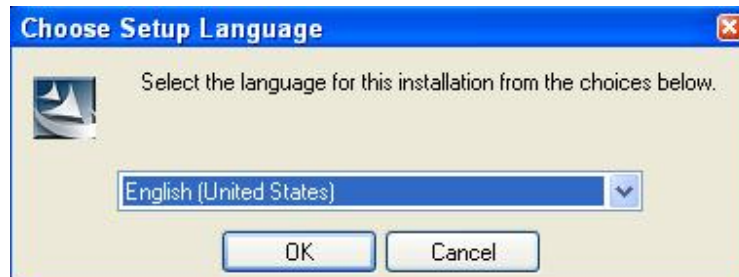 Choose Setup Language
Select the language for this installation from the choices below.
English (United States)
OK
Cancel